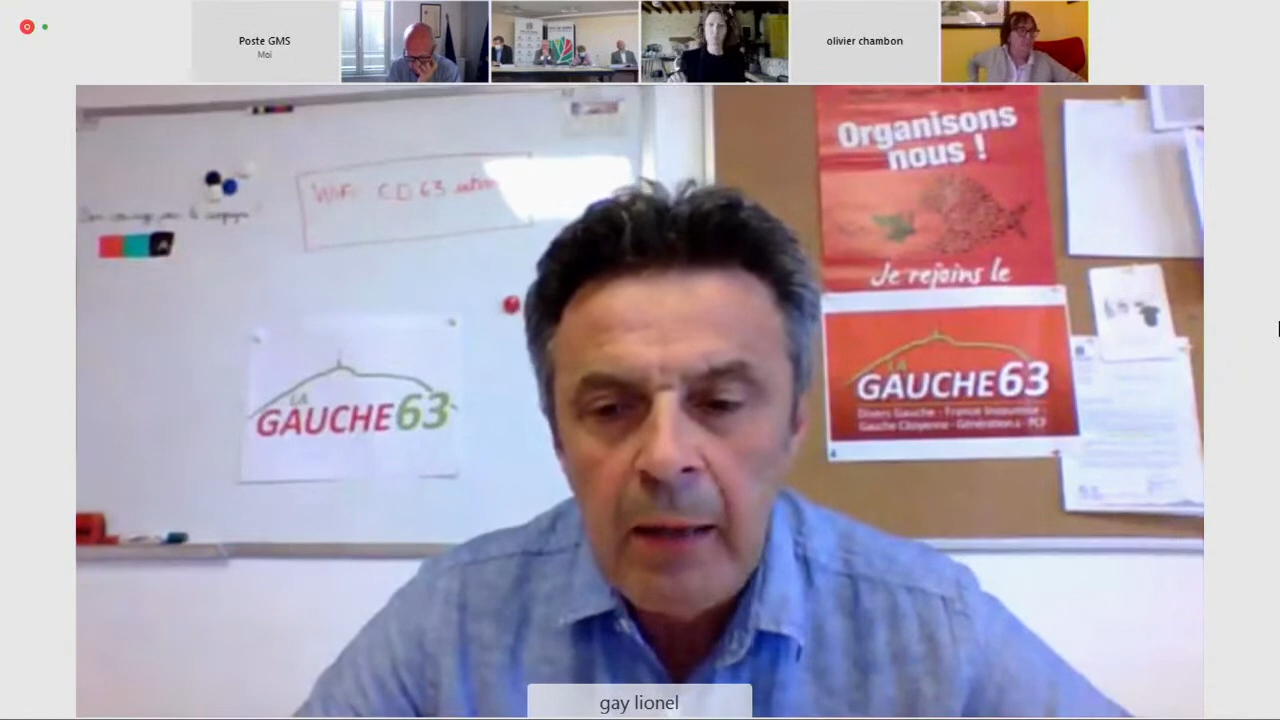 Poste GMS
Moi
olivier chambon
WiFi CD 63
LA
GAUCHE63
Organisons
nous !
Je rejoins le
LA
GAUCHE63
Divers Gauche - France Insoumise -
Gauche Citoyenne - Génération.s - PCF
gay lionel